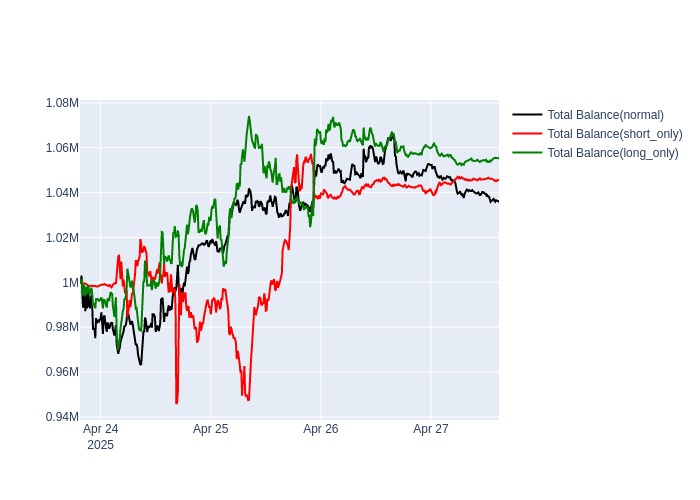 1.08M
1.06M
1.04M
1.02M
1M
0.98M
0.96M
0.94M
Apr 24
2025
Apr 25
Apr 26
Apr 27
Total Balance(normal)
Total Balance(short_only)
Total Balance(long_only)